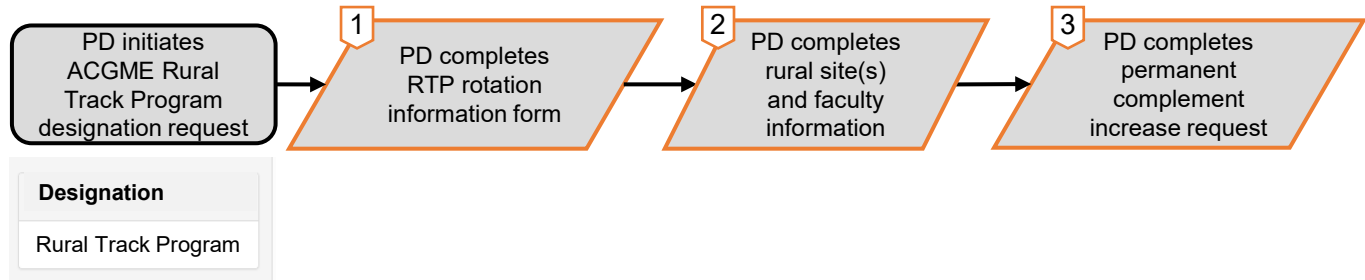 PD initiates
ACGME Rural
Track Program
designation request
1
PD completes
RTP rotation
information form
2
PD completes
rural site(s)
and faculty
information
3
PD completes
permanent
complement
increase request
Designation
Rural Track Program